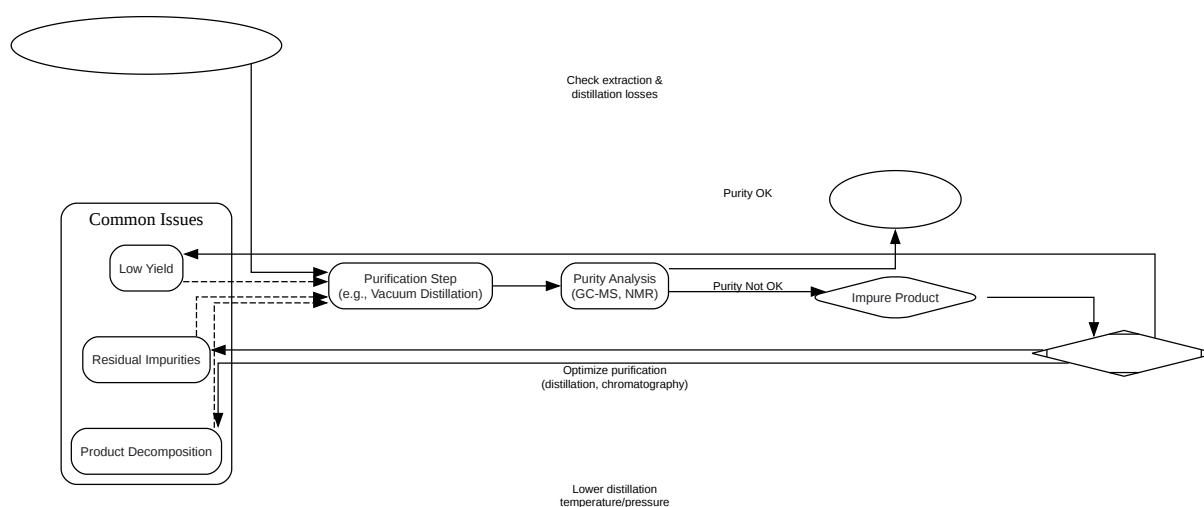 Check extraction &
distillation losses
Purity OK
Common Issues
Low Yield
Purification Step
(e.g., Vacuum Distillation)
Purity Analysis
(GC-MS, NMR)
Purity Not OK
Impure Product
Residual Impurities
Optimize purification
(distillation, chromatography)
Product Decomposition
Lower distillation
temperature/pressure